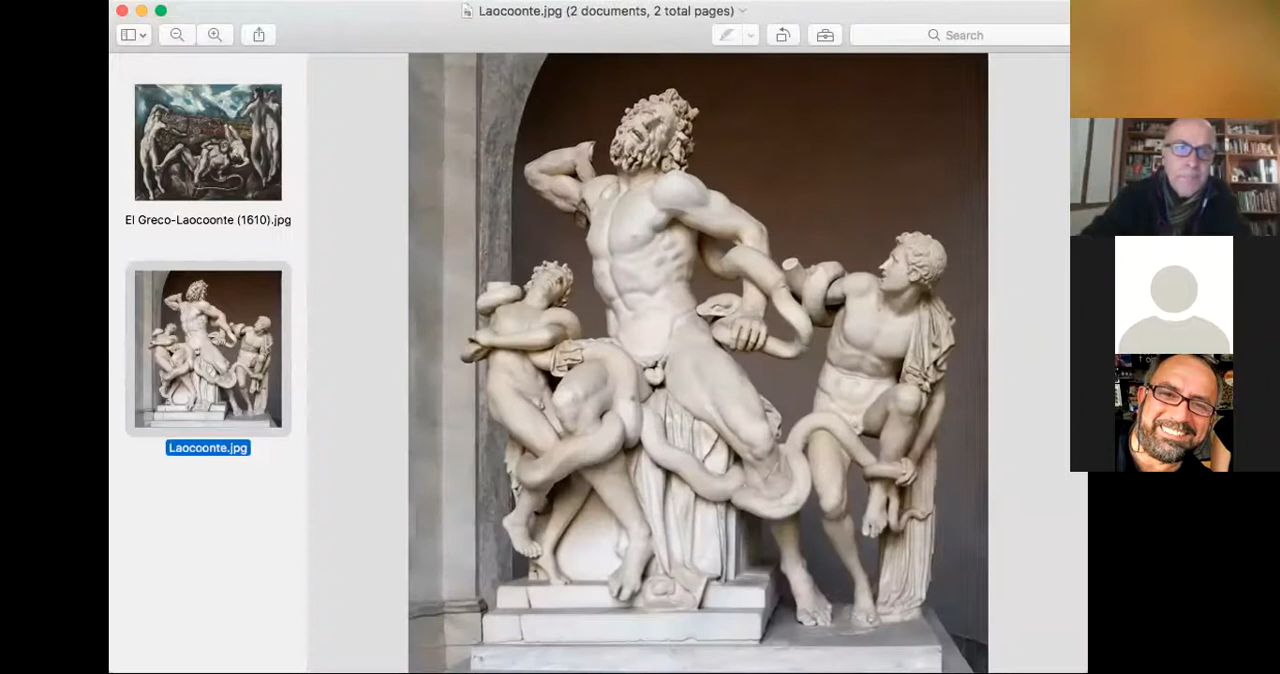 Laocoonte.jpg (2 documents, 2 total pages)
Search
El Greco-Laocoonte (1610).jpg
Laocoonte.jpg